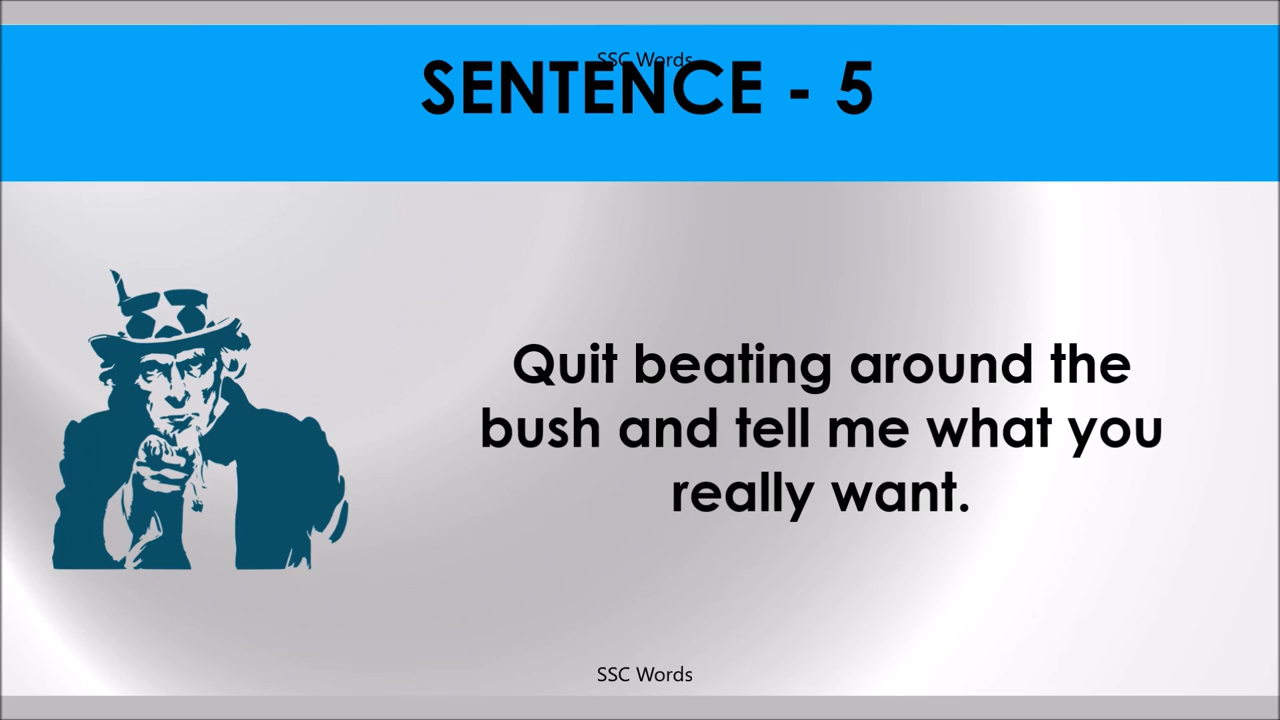 SSC Words
SENTENCE - 5
Quit beating around the
bush and tell me what you
really want.
SSC Words